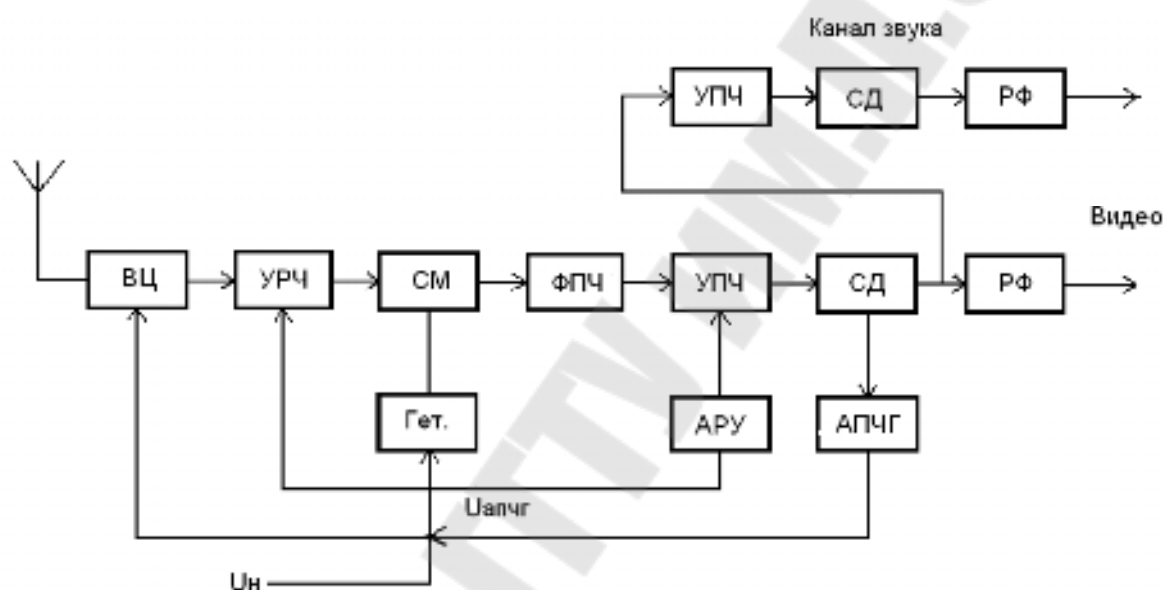 Канал звука
УПЧ СД РФ
Видео
ВЦ УРЧ СМ ФПЧ УПЧ СД РФ
Гет. АРУ АПЧГ
Uапчг
Uн